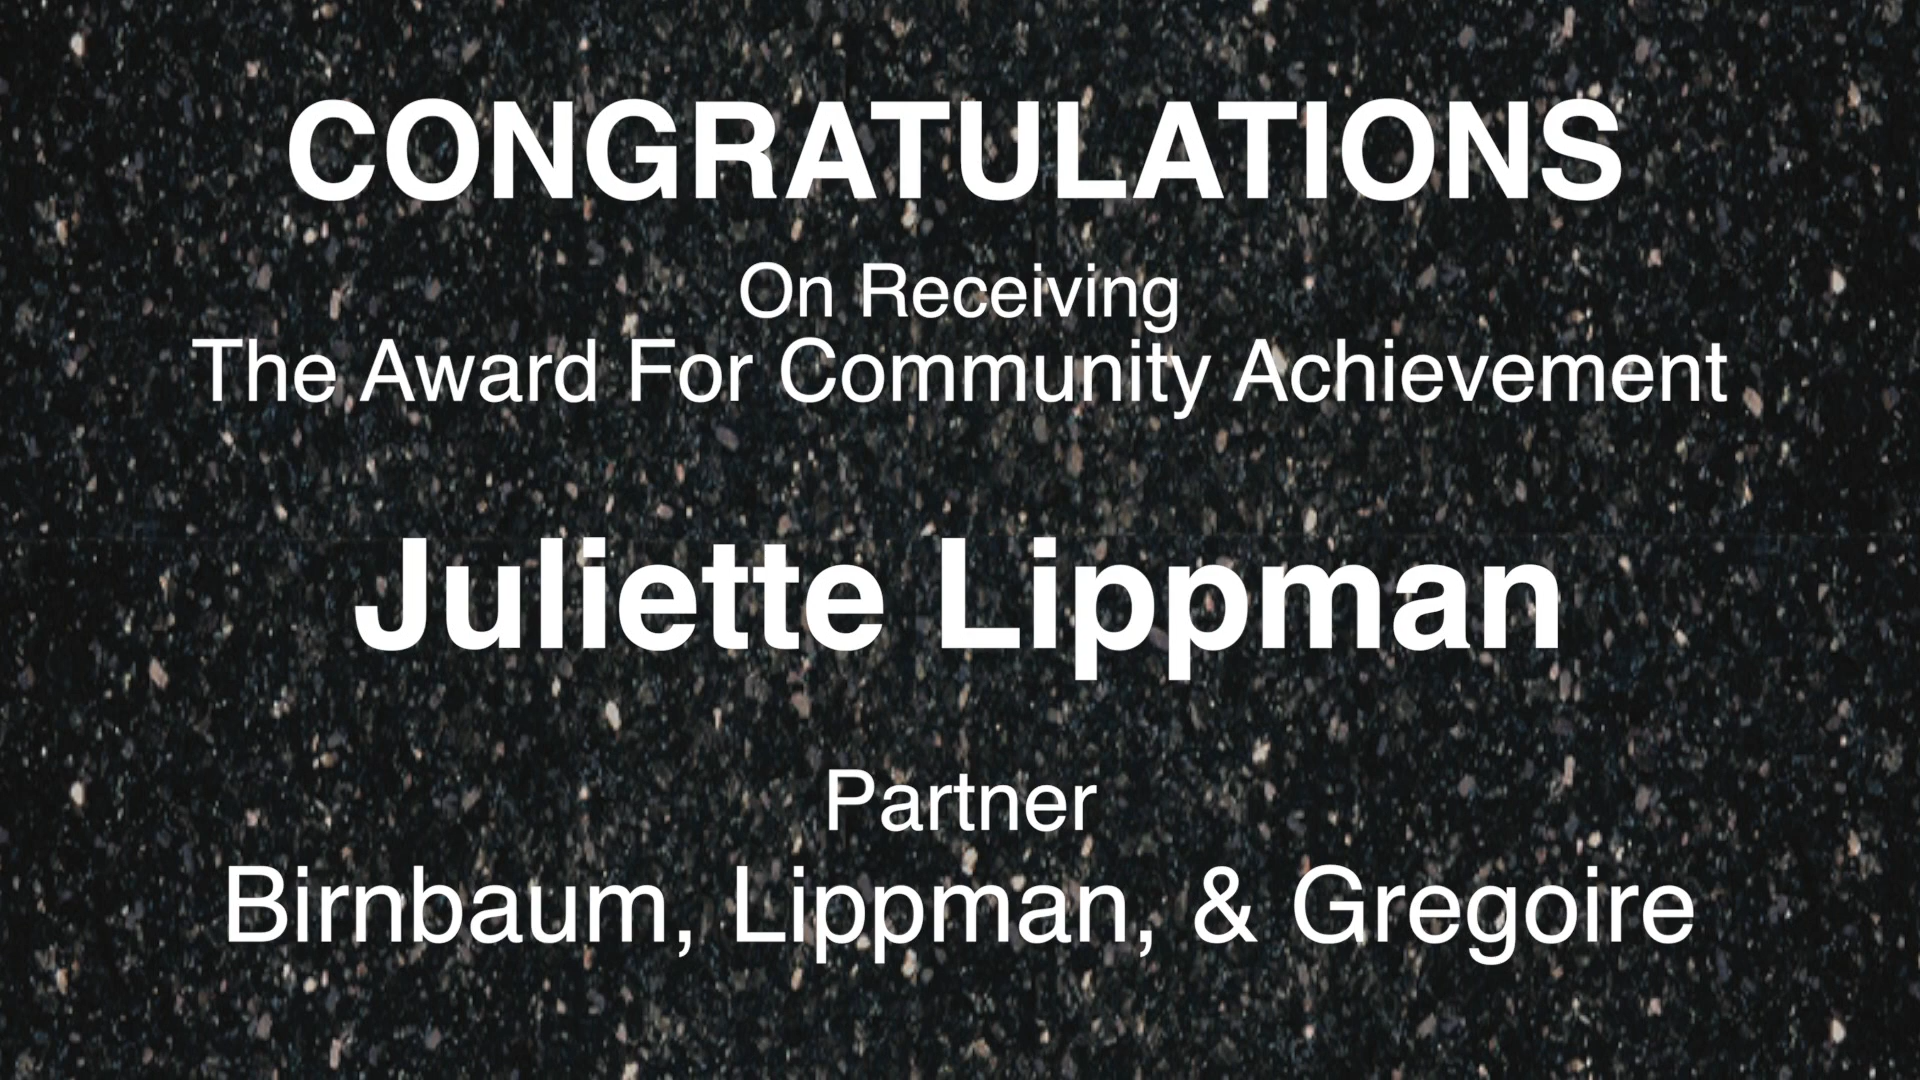 CONGRATULATIONS
On Receiving
The Award For Community Achievement
Juliette Lippman
Partner
Birnbaum, Lippman, & Gregoire